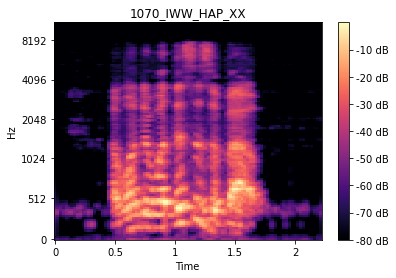 1070_IWW_HAP_XX
8192
4096
2048
1024
512
0
Hz
0
0.5
1
1.5
2
Time
-10 dB
-20 dB
-30 dB
-40 dB
-50 dB
-60 dB
-70 dB
-80 dB